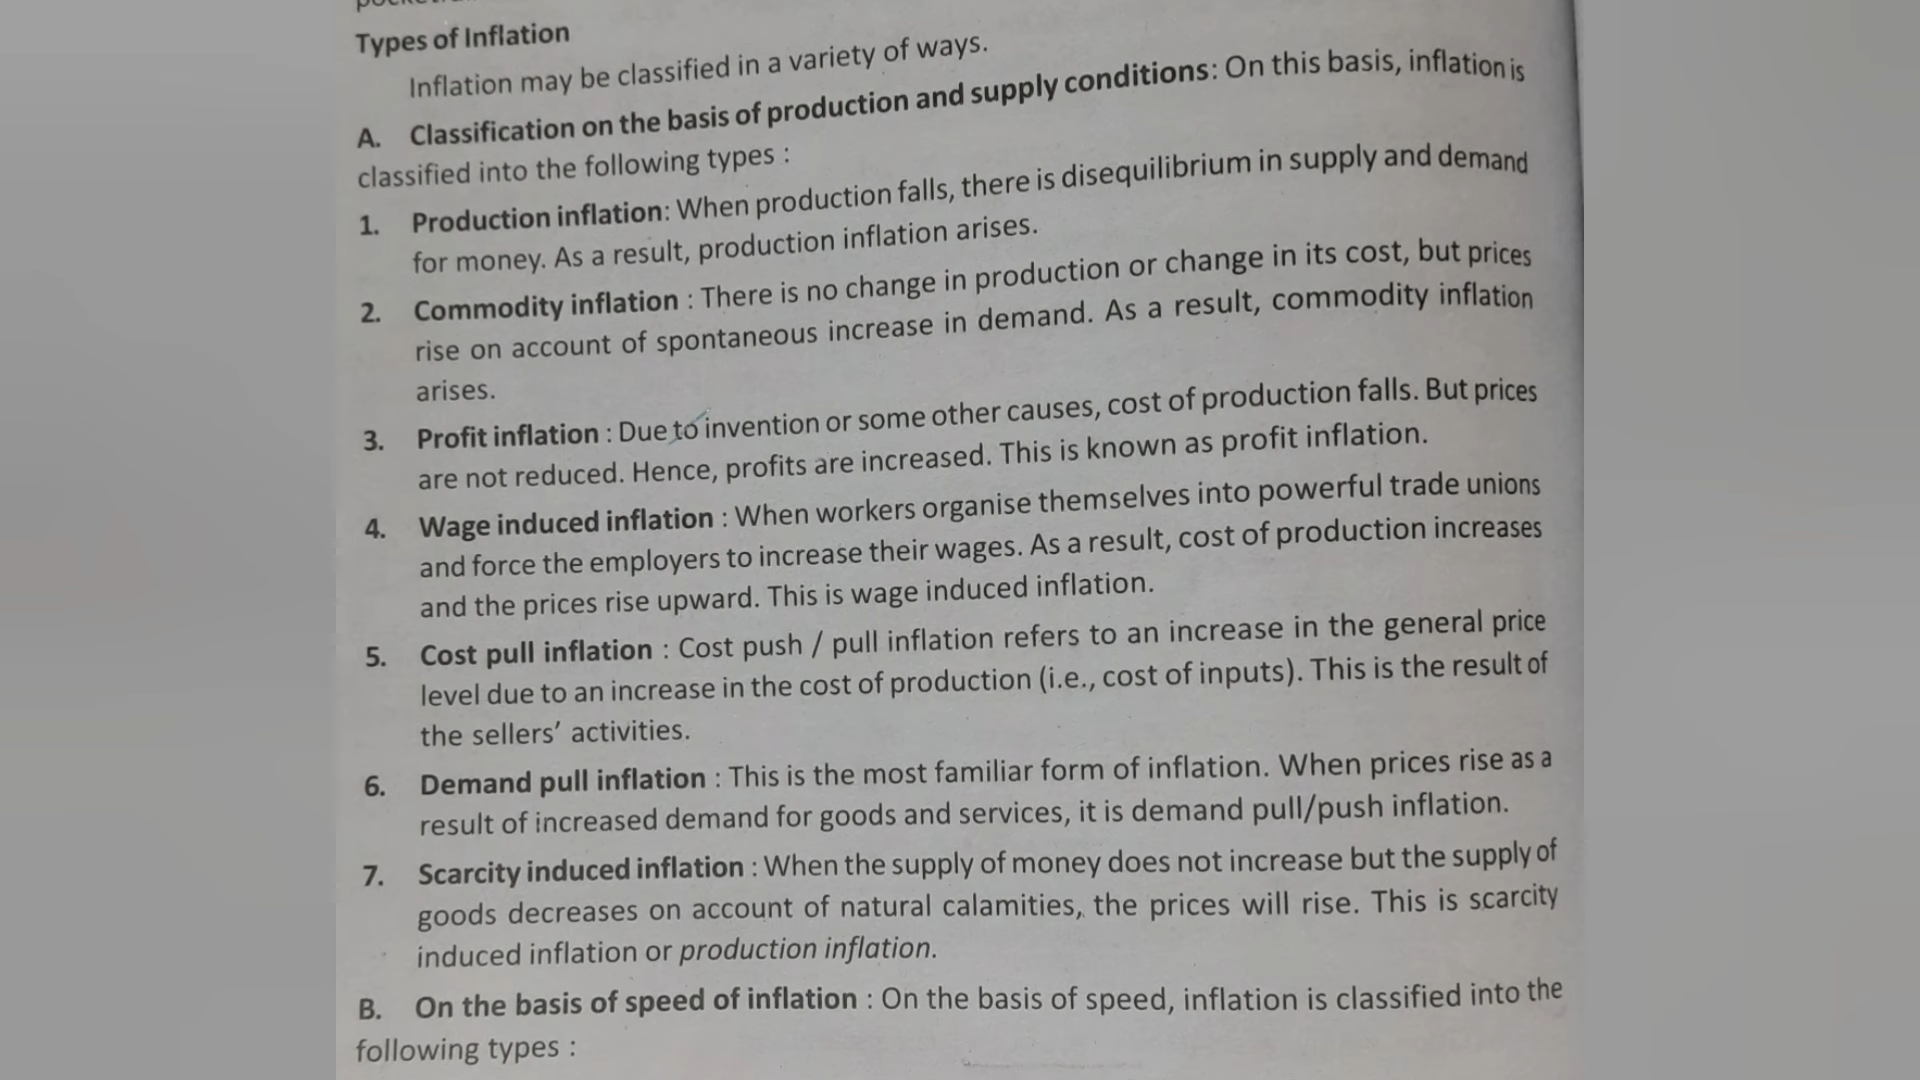 Types of Inflation
Inflation may be classified in a variety of ways.
A. Classification on the basis of production and supply conditions: On this basis, inflation is
classified into the following types :
1. Production inflation: When production falls, there is disequilibrium in supply and demand
for money. As a result, production inflation arises.
2. Commodity inflation : There is no change in production or change in its cost, but prices
rise on account of spontaneous increase in demand. As a result, commodity inflation
arises.
3. Profit inflation : Due to invention or some other causes, cost of production falls. But prices
are not reduced. Hence, profits are increased. This is known as profit inflation.
4. Wage induced inflation : When workers organise themselves into powerful trade unions
and force the employers to increase their wages. As a result, cost of production increases
and the prices rise upward. This is wage induced inflation.
5. Cost pull inflation : Cost push / pull inflation refers to an increase in the general price
level due to an increase in the cost of production (i.e., cost of inputs). This is the result of
the sellers' activities.
6. Demand pull inflation : This is the most familiar form of inflation. When prices rise as a
result of increased demand for goods and services, it is demand pull/push inflation.
7. Scarcity induced inflation : When the supply of money does not increase but the supply of
goods decreases on account of natural calamities, the prices will rise. This is scarcity
induced inflation or production inflation.
B. On the basis of speed of inflation : On the basis of speed, inflation is classified into the
following types :